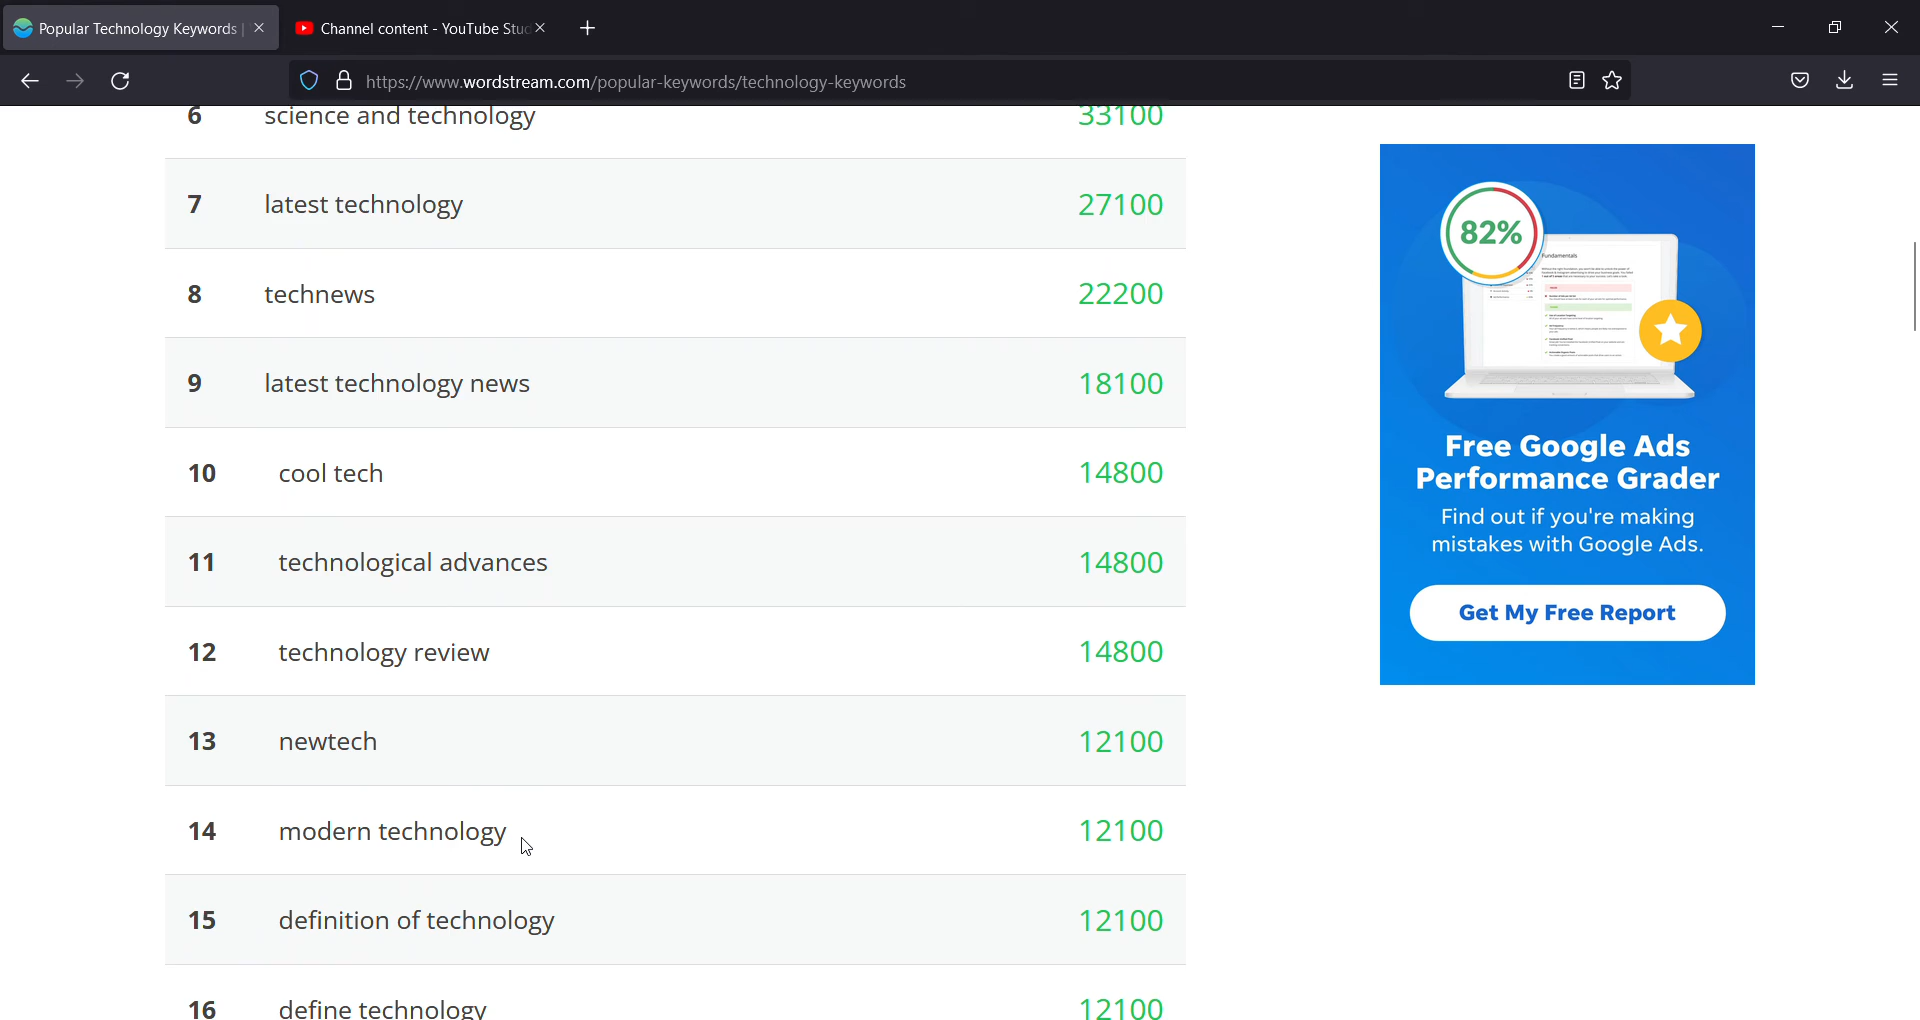 Popular Technology Keywords |
Channel content - YouTube Stud
https://www.wordstream.com/popular-keywords/technology-keywords
6 science and technology 33100
7 latest technology 27100
8 technews 22200
9 latest technology news 18100
10 cool tech 14800
11 technological advances 14800
12 technology review 14800
13 newtech 12100
14 modern technology 12100
15 definition of technology 12100
16 define technology 12100
82%
Fundamentals
Free Google Ads
Performance Grader
Find out if you're making
mistakes with Google Ads.
Get My Free Report